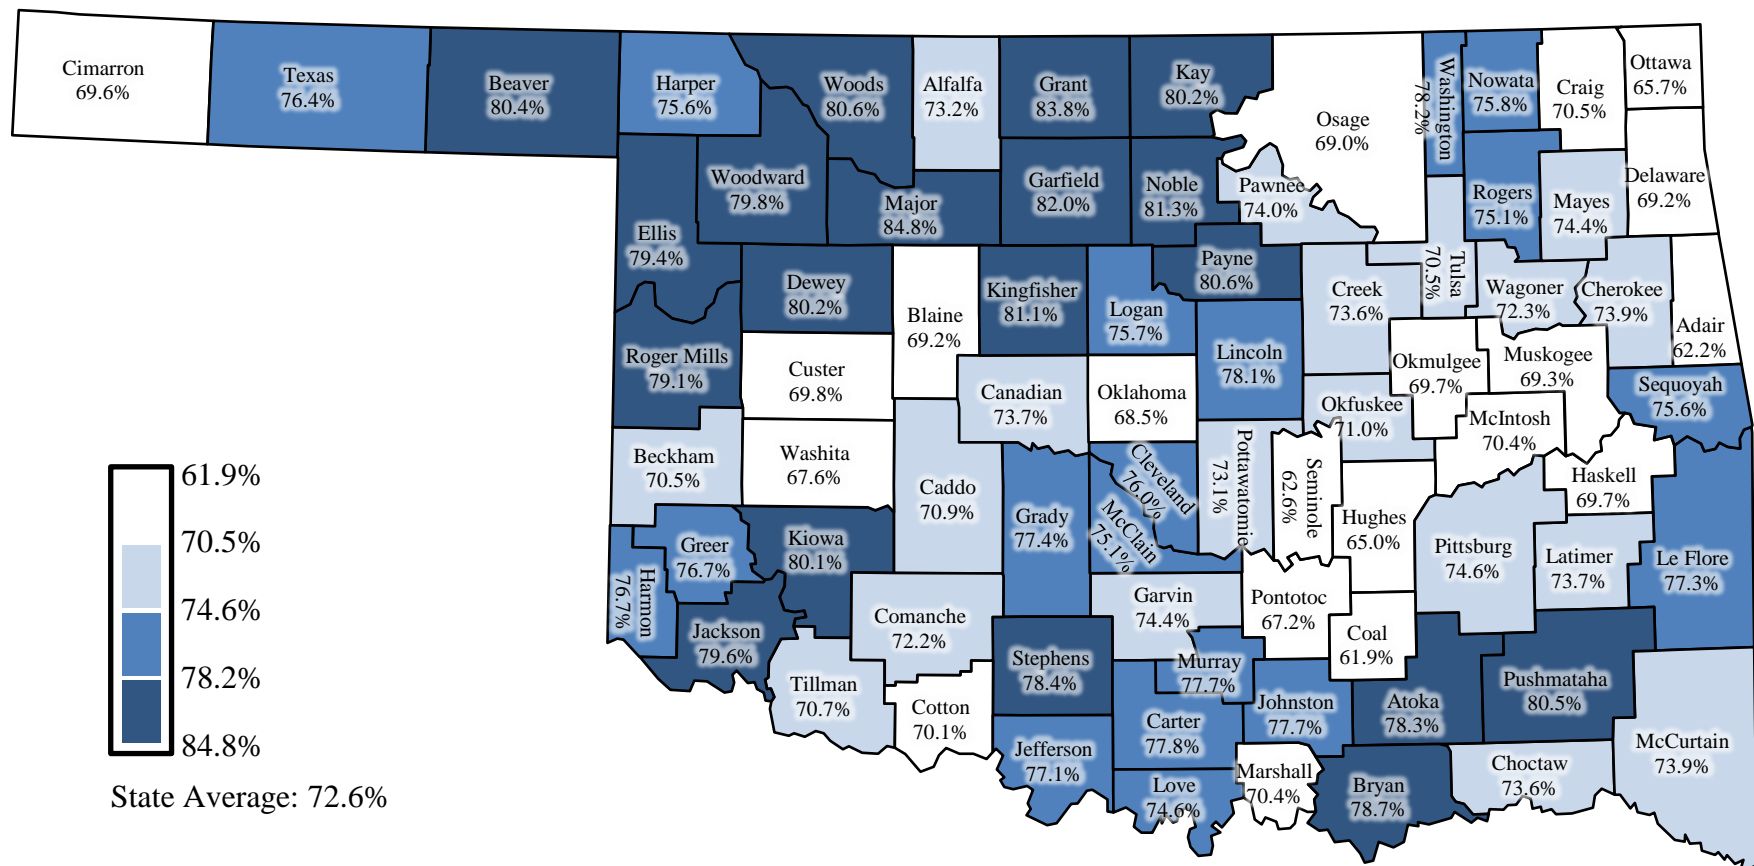 Cimarron
69.6%
Texas
76.4%
Beaver
80.4%
Harper
75.6%
Woods
80.6%
Alfalfa
73.2%
Grant
83.8%
Kay
80.2%
Osage
69.0%
Washington
78.2%
Nowata
75.8%
Craig
70.5%
Ottawa
65.7%
Woodward
79.8%
Major
84.8%
Garfield
82.0%
Noble
81.3%
Pawnee
74.0%
Rogers
75.1%
Mayes
74.4%
Delaware
69.2%
Ellis
79.4%
Dewey
80.2%
Blaine
69.2%
Kingfisher
81.1%
Logan
75.7%
Payne
80.6%
Creek
73.6%
Tulsa
70.5%
Wagoner
72.3%
Cherokee
73.9%
Adair
62.2%
Roger Mills
79.1%
Custer
69.8%
Canadian
73.7%
Oklahoma
68.5%
Lincoln
78.1%
Okfuskee
71.0%
Okmulgee
69.7%
Muskogee
69.3%
McIntosh
70.4%
Sequoyah
75.6%
Beckham
70.5%
Washita
67.6%
Caddo
70.9%
Grady
77.4%
Cleveland
76.0%
McClain
75.1%
Pottawatomie
73.1%
Seminole
62.6%
Hughes
65.0%
Haskell
69.7%
Pittsburg
74.6%
Latimer
73.7%
Le Flore
77.3%
Harmon
76.7%
Greer
76.7%
Kiowa
80.1%
Jackson
79.6%
Comanche
72.2%
Tillman
70.7%
Cotton
70.1%
Stephens
78.4%
Garvin
74.4%
Murray
77.7%
Pontotoc
67.2%
Coal
61.9%
Johnston
77.7%
Atoka
78.3%
Pushmataha
80.5%
McCurtain
73.9%
Jefferson
77.1%
Carter
77.8%
Love
74.6%
Marshall
70.4%
Bryan
78.7%
Choctaw
73.6%
61.9%
70.5%
74.6%
78.2%
84.8%
State Average: 72.6%